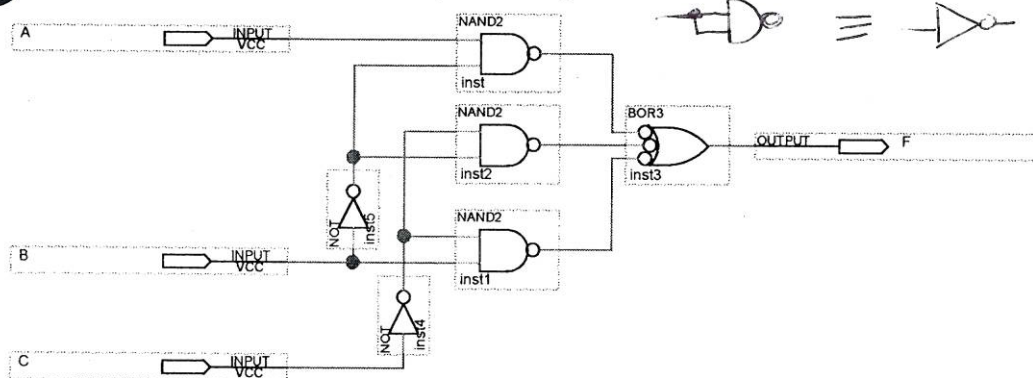 NAND2
A
INPUT
VCC
inst
NAND2
BOR3
OUTPUT
F
inst2
inst3
NOT
inst5
NAND2
B
INPUT
VCC
inst1
NOT
inst4
C
INPUT
VCC